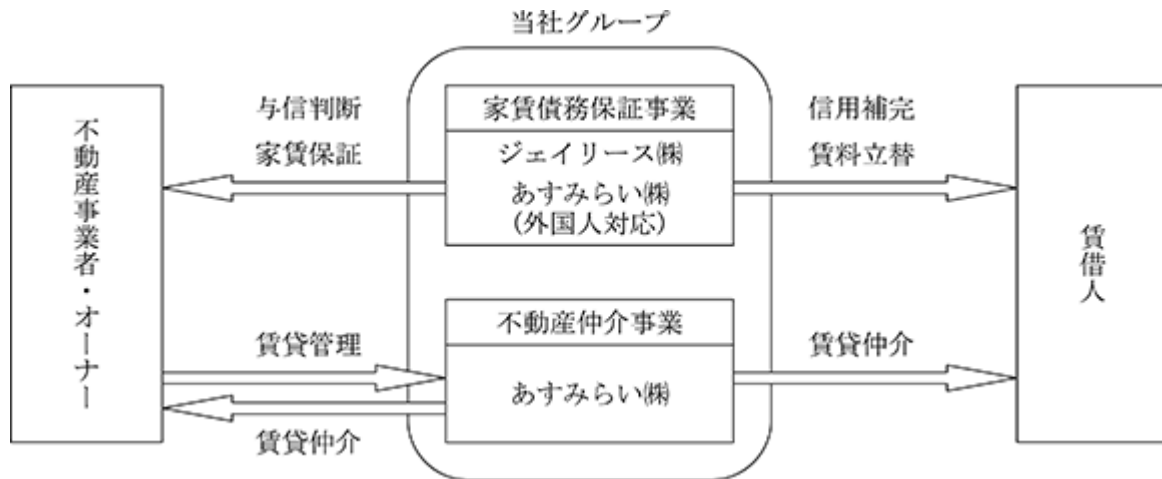 当社グループ
不動産事業者・オーナー
与信判断
家賃保証
家賃債務保証事業
ジェイリース㈱
あすみらい㈱
(外国人対応)
信用補完
賃料立替
賃借人
賃貸管理
賃貸仲介
不動産仲介事業
あすみらい㈱
賃貸仲介